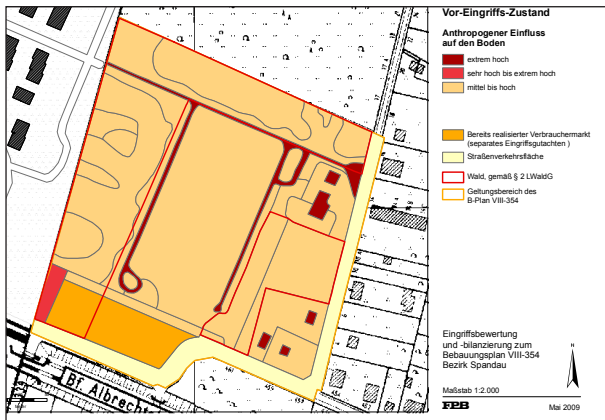 Vor-Eingriffs-Zustand
Anthropogener Einfluss
auf den Boden
extrem hoch
sehr hoch bis extrem hoch
mittel bis hoch
Bereits realisierter Verbrauchermarkt
(separates Eingriffsgutachten )
Straßenverkehrsfläche
Wald, gemäß § 2 LWaldG
Geltungsbereich des
B-Plan VIII-354
Bf Albrecht
Eingriffsbewertung
und -bilanzierung zum
Bebauungsplan VIII-354
Bezirk Spandau
Maßstab 1:2.000
FPB
Mai 2009